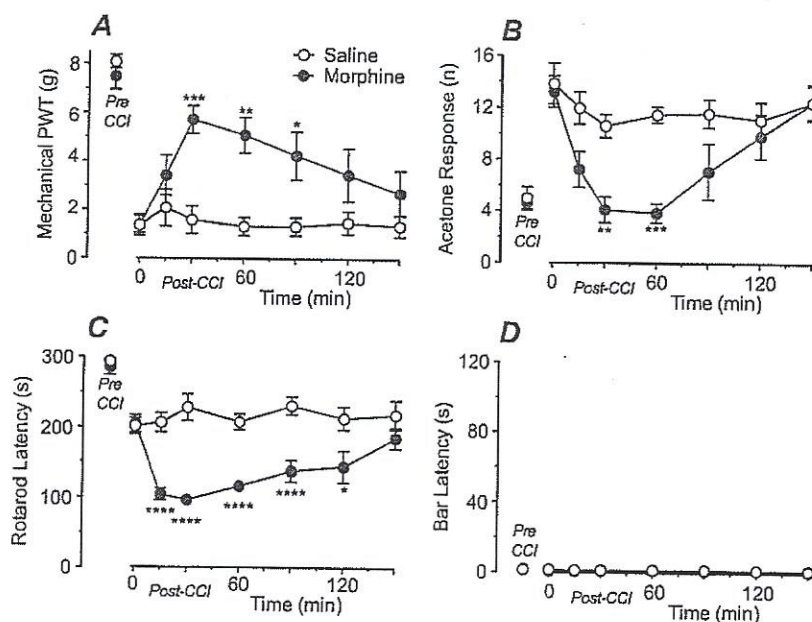 A
Saline
Morphine
Mechanical PWT (g)
8
6
4
2
0
Pre
CCI
***
**
*
0 60 120
Post-CCI
Time (min)
B
Acetone Response (n)
16
12
8
4
0
Pre
CCI
**
***
0 60 120
Post-CCI
Time (min)
C
Rotarod Latency (s)
300
200
100
0
Pre
CCI
****
****
****
****
*
0 60 120
Post-CCI
Time (min)
D
Bar Latency (s)
120
80
40
0
Pre
CCI
0 60 120
Post-CCI
Time (min)